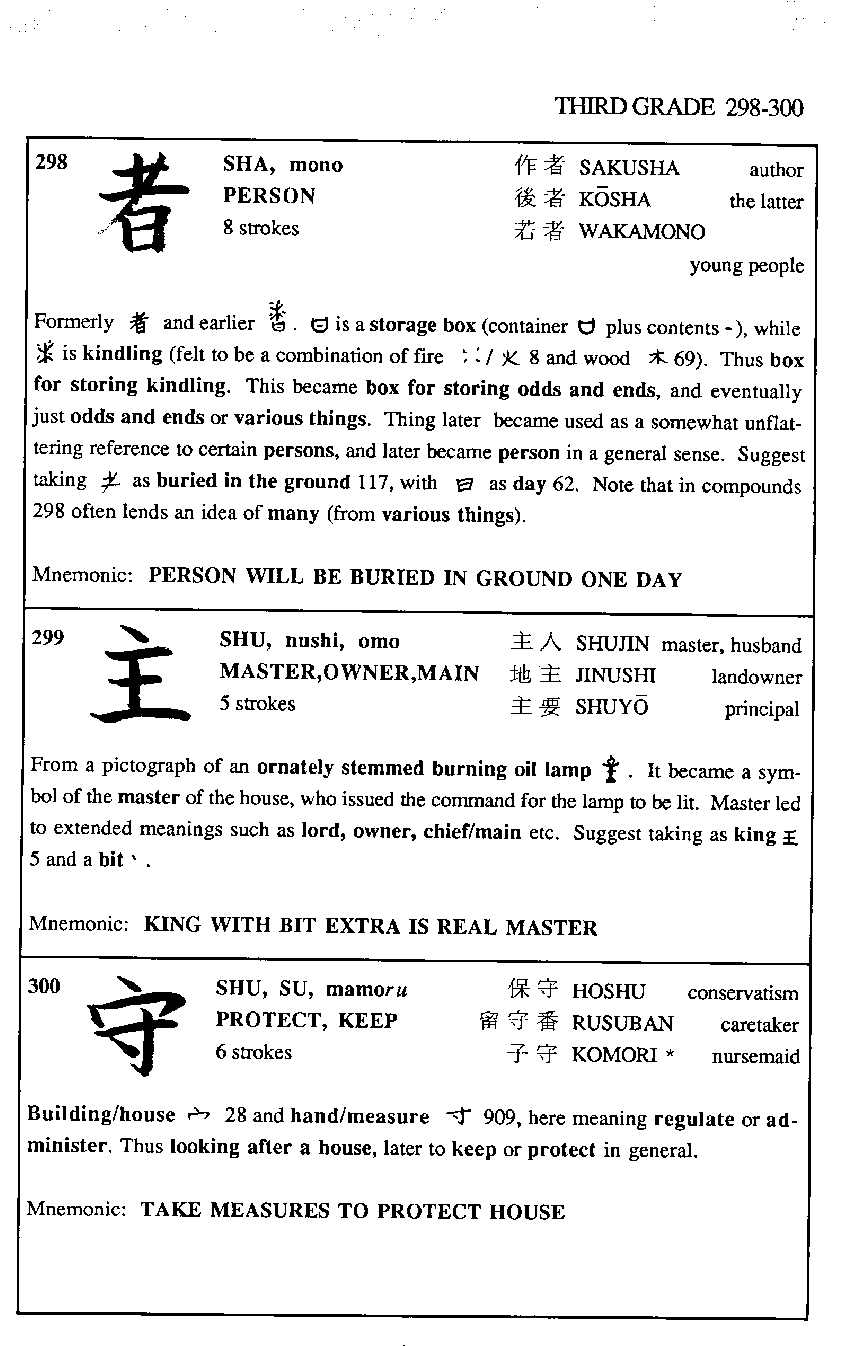 THIRD GRADE 298-300
298 者 SHA, mono 作者 SAKUSHA author
PERSON 後者 KŌSHA the latter
8 strokes 若者 WAKAMONO
young people
Formerly 者 and earlier . is a storage box (container plus contents -), while
is kindling (felt to be a combination of fire / 火 8 and wood 木 69). Thus box
for storing kindling. This became box for storing odds and ends, and eventually
just odds and ends or various things. Thing later became used as a somewhat unflat-
tering reference to certain persons, and later became person in a general sense. Suggest
taking 耂 as buried in the ground 117, with 日 as day 62. Note that in compounds
298 often lends an idea of many (from various things).
Mnemonic: PERSON WILL BE BURIED IN GROUND ONE DAY
299 主 SHU, nushi, omo 主人 SHUJIN master, husband
MASTER,OWNER,MAIN 地主 JINUSHI landowner
5 strokes 主要 SHUYŌ principal
From a pictograph of an ornately stemmed burning oil lamp . It became a sym-
bol of the master of the house, who issued the command for the lamp to be lit. Master led
to extended meanings such as lord, owner, chief/main etc. Suggest taking as king 王
5 and a bit 丶 .
Mnemonic: KING WITH BIT EXTRA IS REAL MASTER
300 守 SHU, SU, mamoru 保守 HOSHU conservatism
PROTECT, KEEP 留守番 RUSUBAN caretaker
6 strokes 子守 KOMORI * nursemaid
Building/house 宀 28 and hand/measure 寸 909, here meaning regulate or ad-
minister. Thus looking after a house, later to keep or protect in general.
Mnemonic: TAKE MEASURES TO PROTECT HOUSE